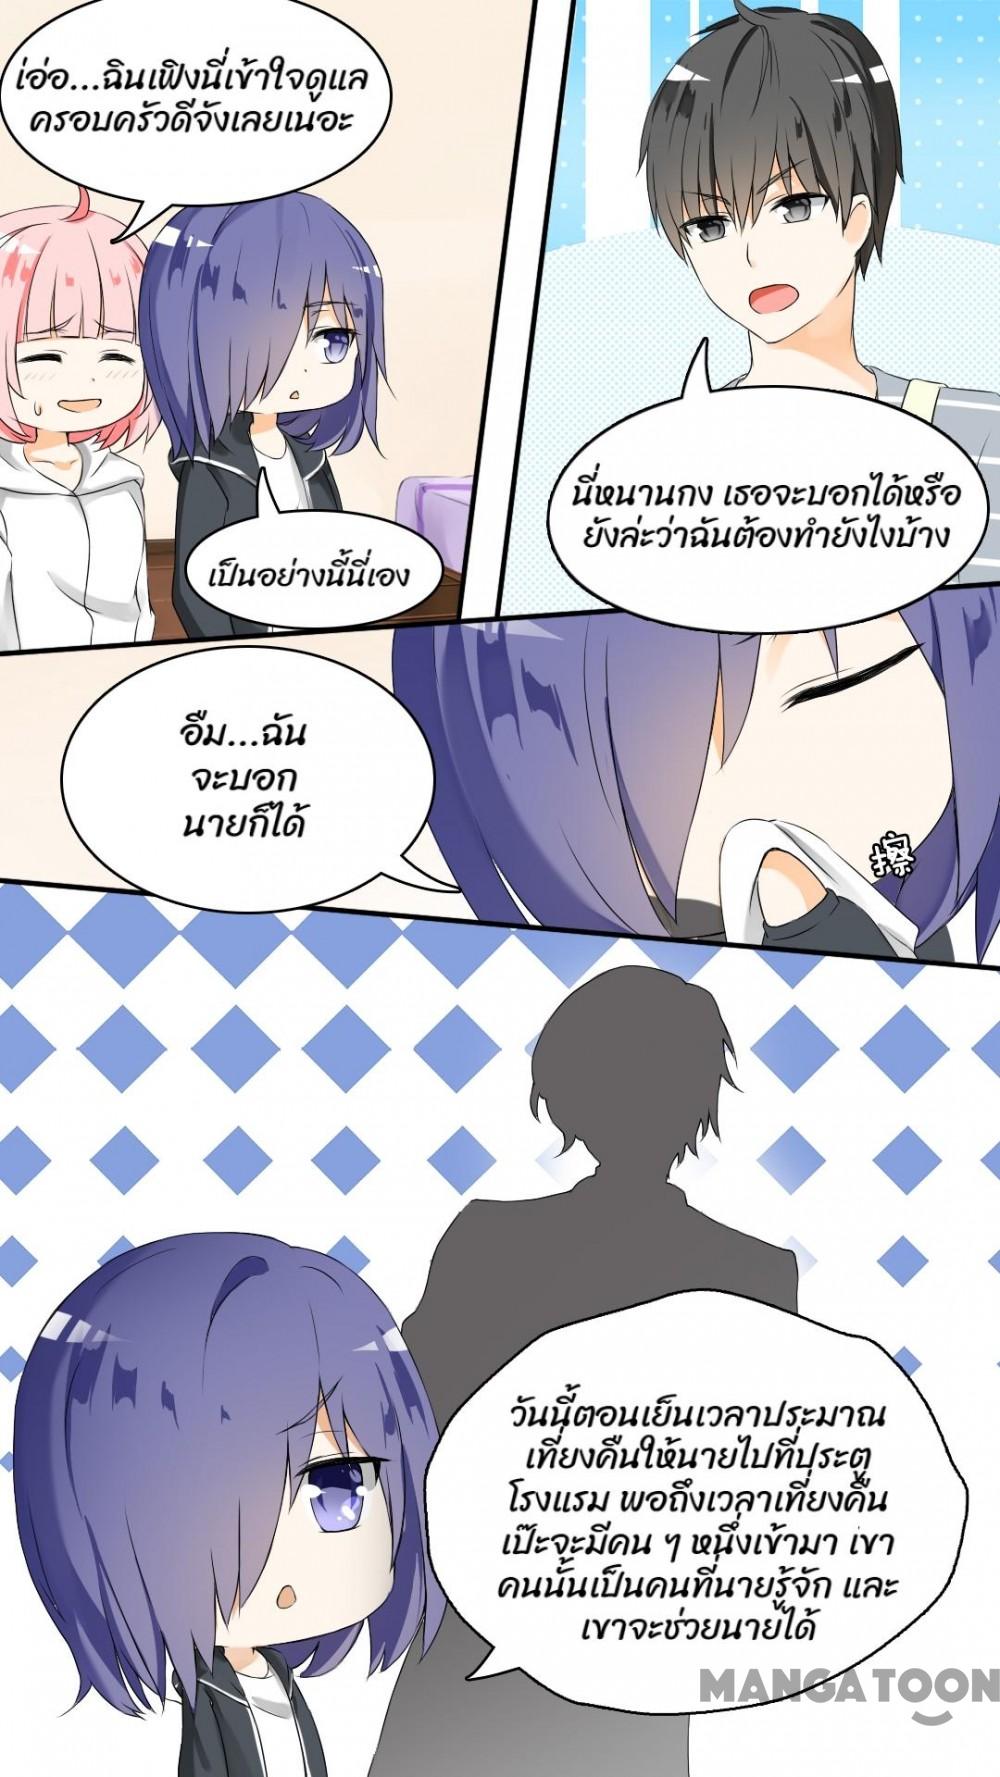 เอ่อ...ฉินเฟิงนี่เข้าใจดูแล
ครอบครัวดีจังเลยเนอะ
เป็นอย่างนี้นี่เอง
นี่หนานกง เธอจะบอกได้หรือ
ยังล่ะว่าฉันต้องทำยังไงบ้าง
อืม...ฉัน
จะบอก
นายก็ได้
擦
วันนี้ตอนเย็นเวลาประมาณ
เที่ยงคืนให้นายไปที่ประตู
โรงแรม พอถึงเวลาเที่ยงคืน
เป๊ะจะมีคน ๆ หนึ่งเข้ามา เขา
คนนั้นเป็นคนที่นายรู้จัก และ
เขาจะช่วยนายได้
MANGATOON